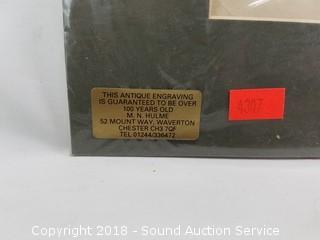 THIS ANTIQUE ENGRAVING
IS GUARANTEED TO BE OVER
100 YEARS OLD
M. N. HULME
52 MOUNT WAY, WAVERTON
CHESTER CH3 7QF
TEL 01244/336472
4307
Copyright 2018 - Sound Auction Service